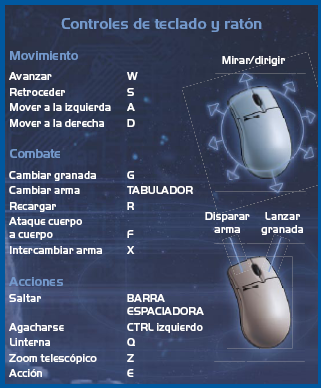 Controles de teclado y ratón
Movimiento
Avanzar W
Retroceder S
Mover a la izquierda A
Mover a la derecha D
Mirar/dirigir
Combate
Cambiar granada G
Cambiar arma TABULADOR
Recargar R
Ataque cuerpo
a cuerpo F
Intercambiar arma X
Disparar
arma
Lanzar
granada
Acciones
Saltar BARRA
ESPACIADORA
Agacharse CTRL izquierdo
Linterna Q
Zoom telescópico Z
Acción E